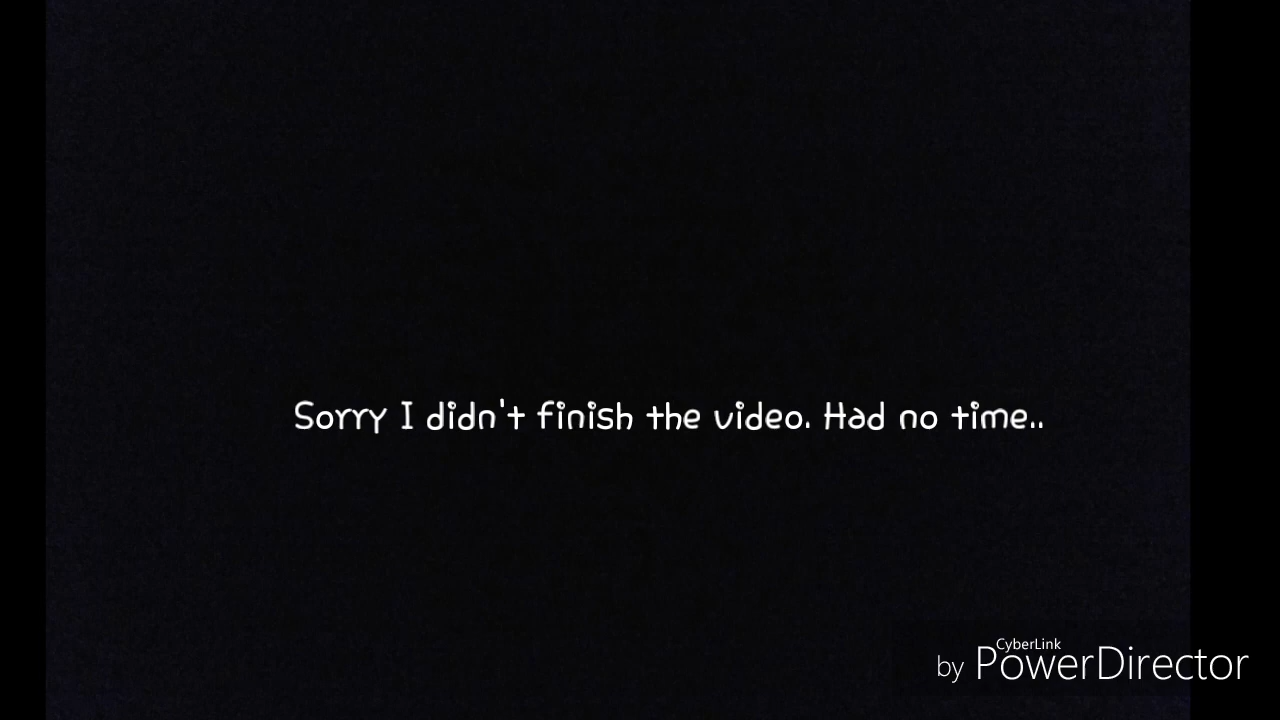 Sorry I didn't finish the video. Had no time..
CyberLink
by PowerDirector